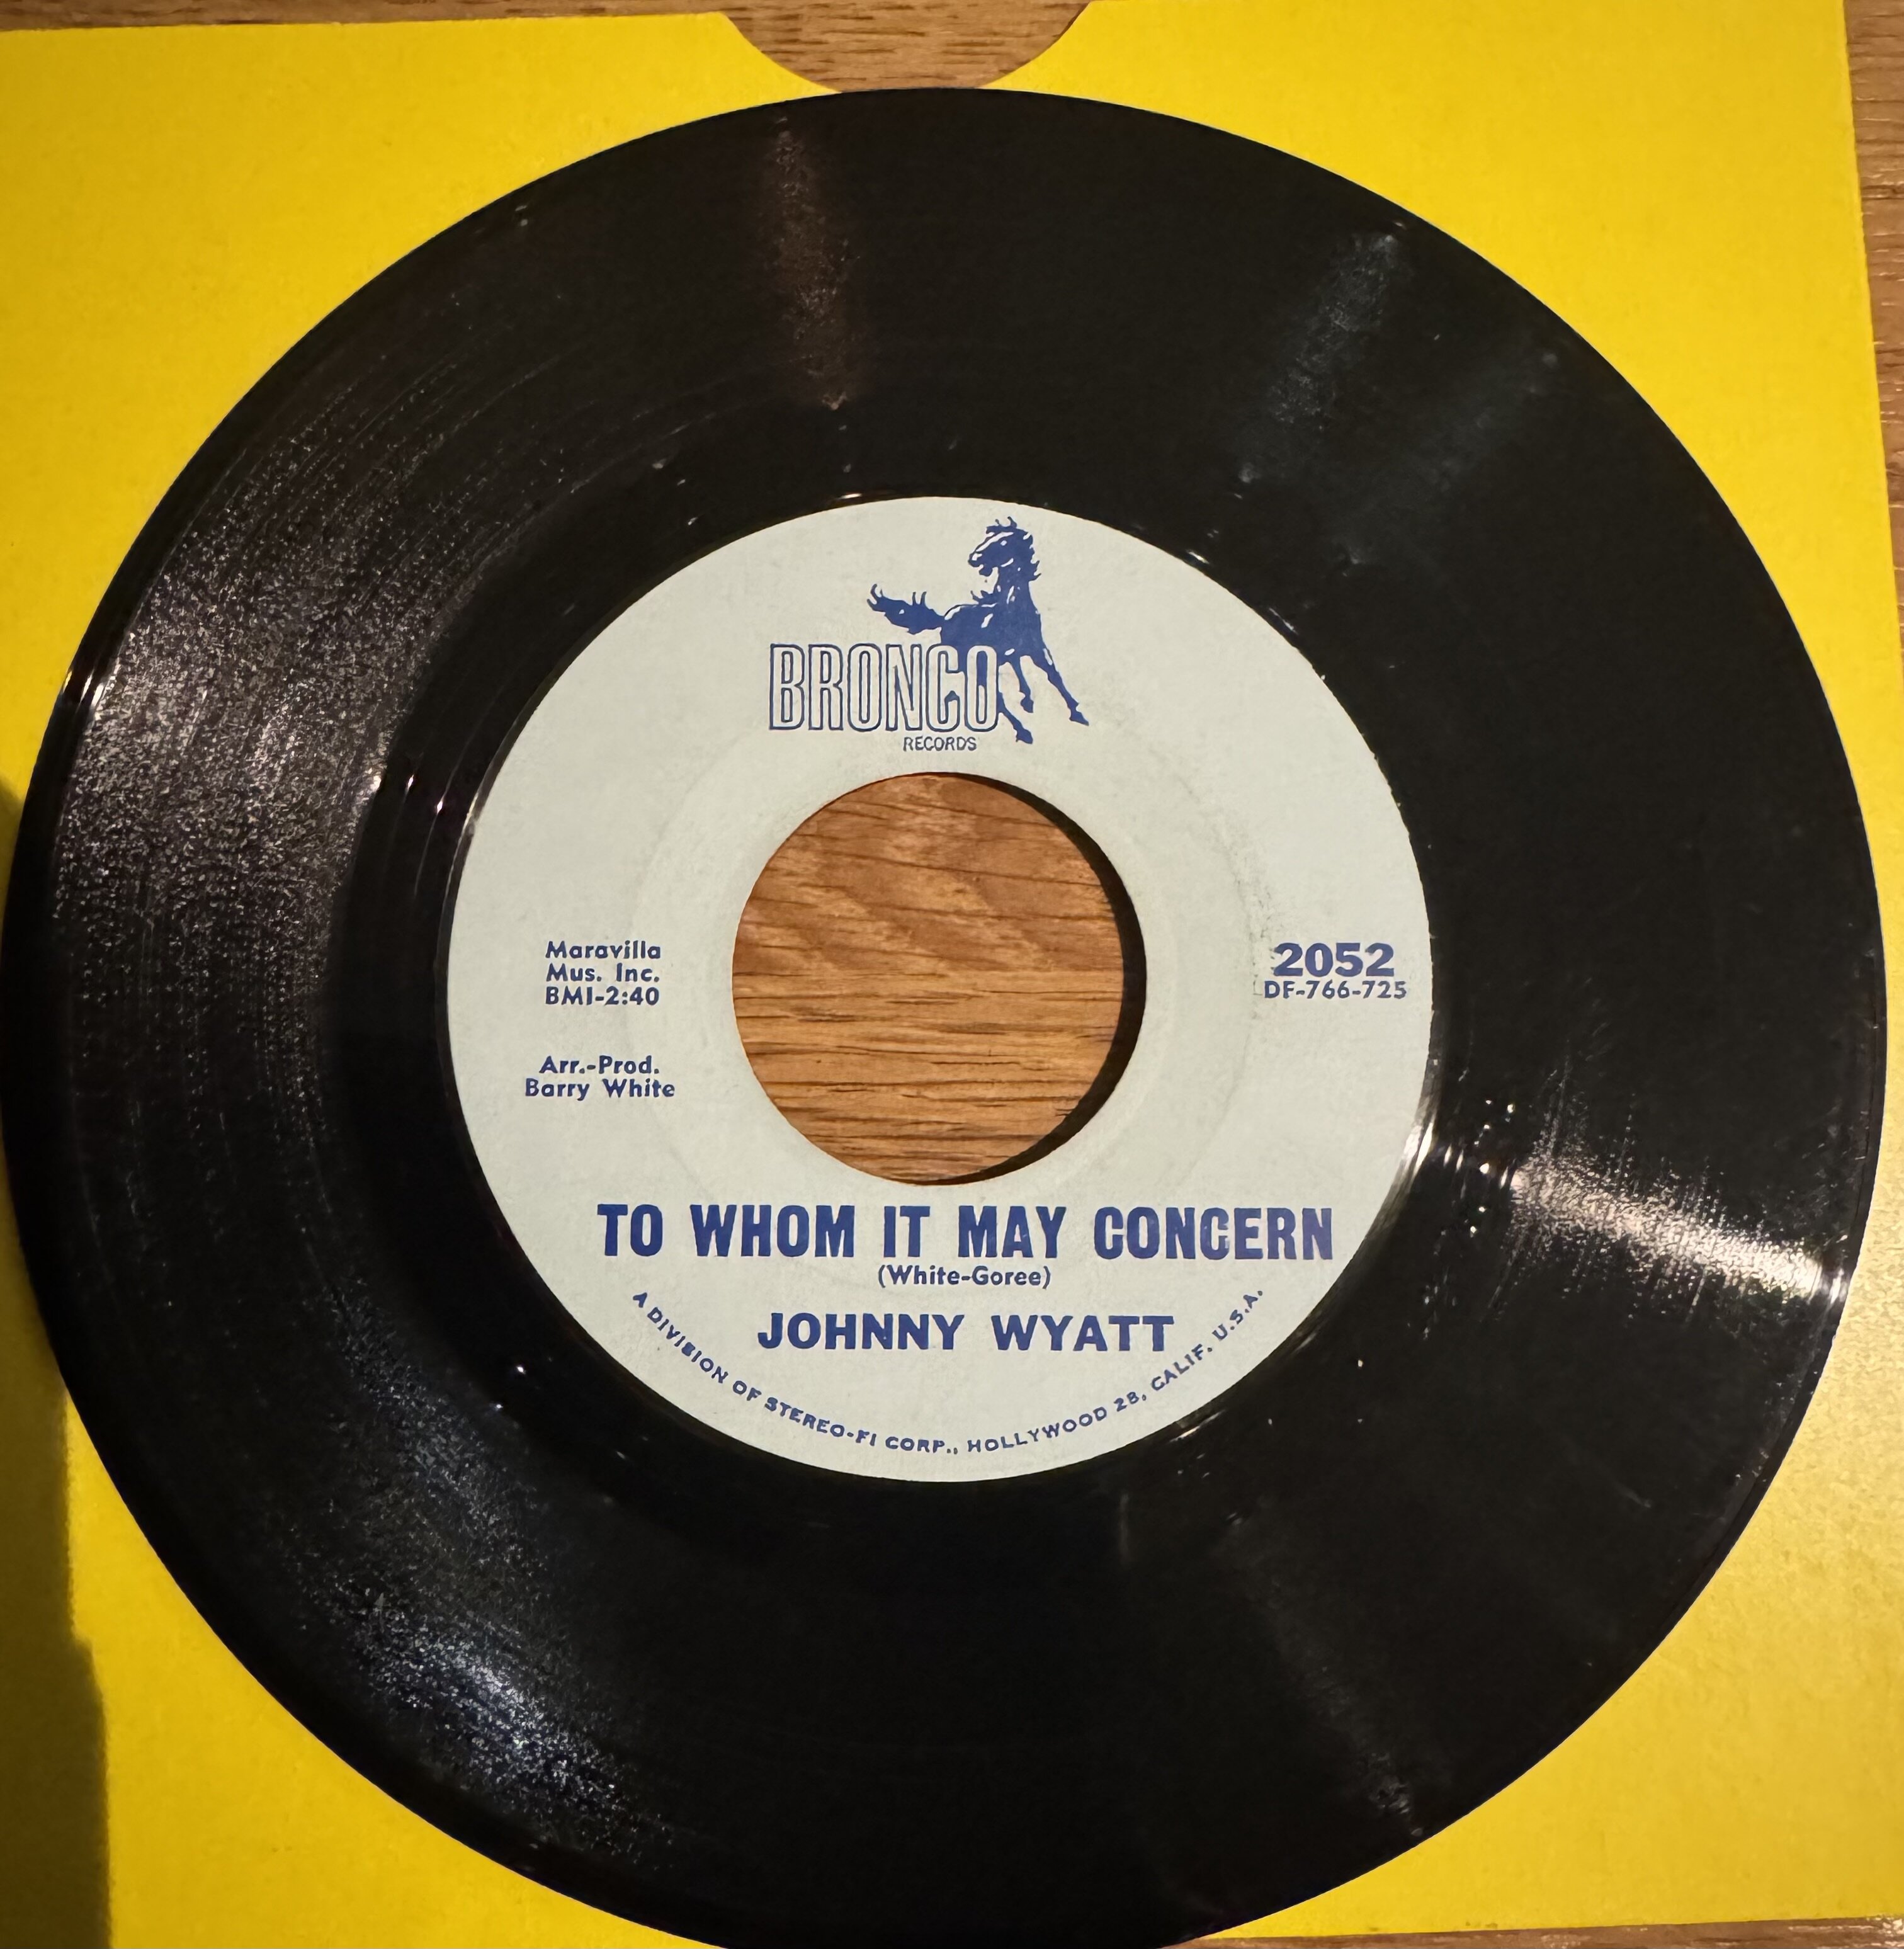 BRONCO
RECORDS
Maravilla
Mus. Inc.
BMI-2:40
Arr.-Prod.
Barry White
2052
DF-766-725
TO WHOM IT MAY CONCERN
(White-Goree)
JOHNNY WYATT
A DIVISION OF STEREO-FI CORP., HOLLYWOOD 28, CALIF. U.S.A.